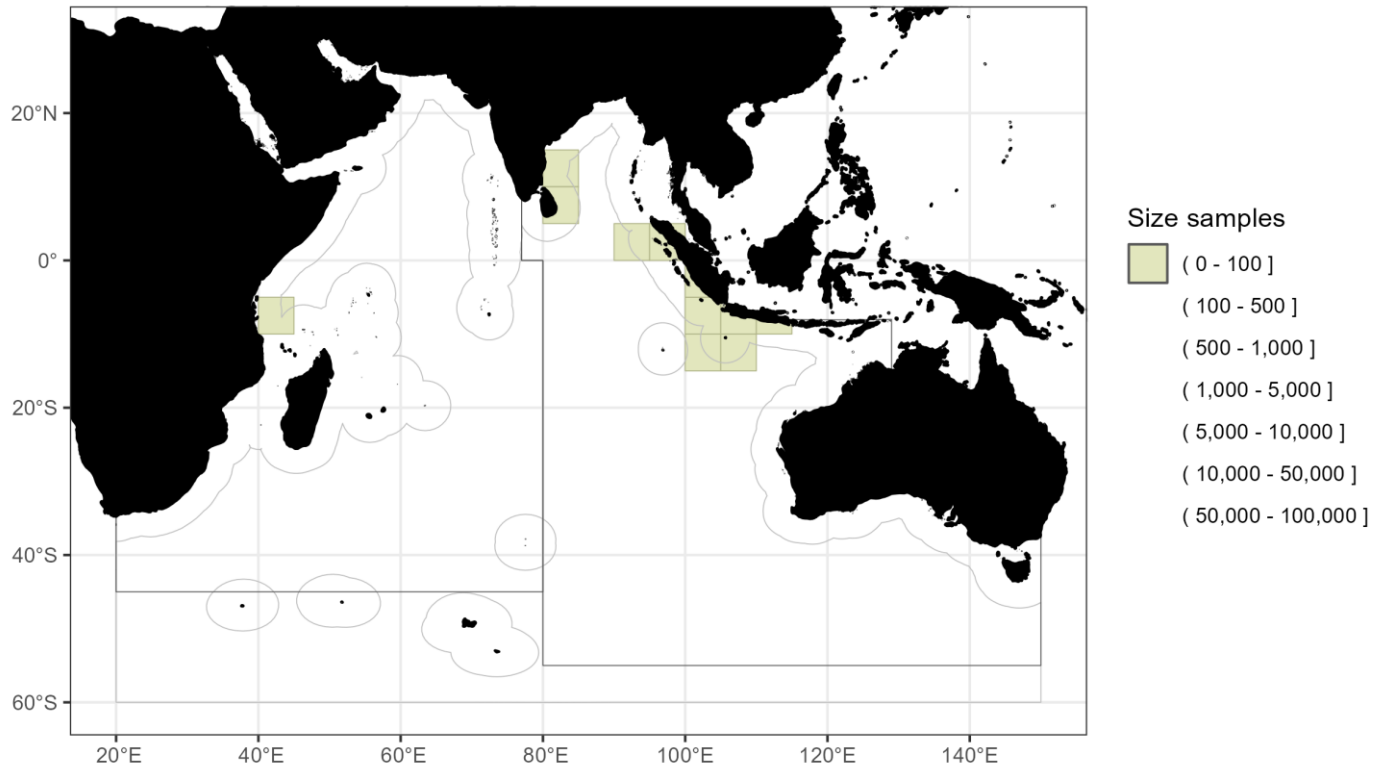 20°N
0°
20°S
40°S
60°S
20°E 40°E 60°E 80°E 100°E 120°E 140°E
Size samples
( 0 - 100 ]
(100 - 500 ]
( 500 - 1,000 ]
( 1,000 - 5,000 ]
( 5,000 - 10,000 ]
( 10,000 - 50,000 ]
( 50,000 - 100,000 ]